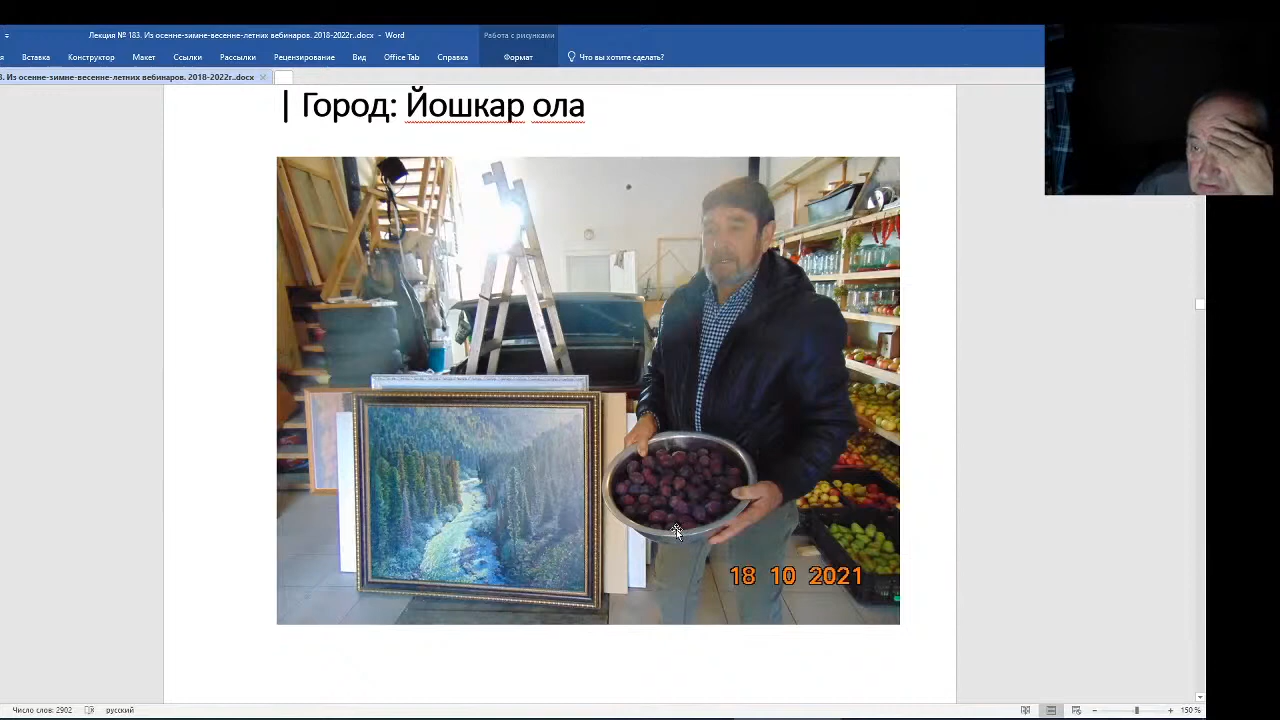 Лекция № 183. Из осенне-зимне-весенне-летних вебинаров. 2018-2022г..docx - Word
Работа с рисунками
Вставка Конструктор Макет Ссылки Рассылки Рецензирование Вид Office Tab Справка Формат Что вы хотите сделать?
3. Из осенне-зимне-весенне-летних вебинаров. 2018-2022г..docx
| Город: Йошкар ола
18 10 2021
Число слов: 2902 русский 150 %